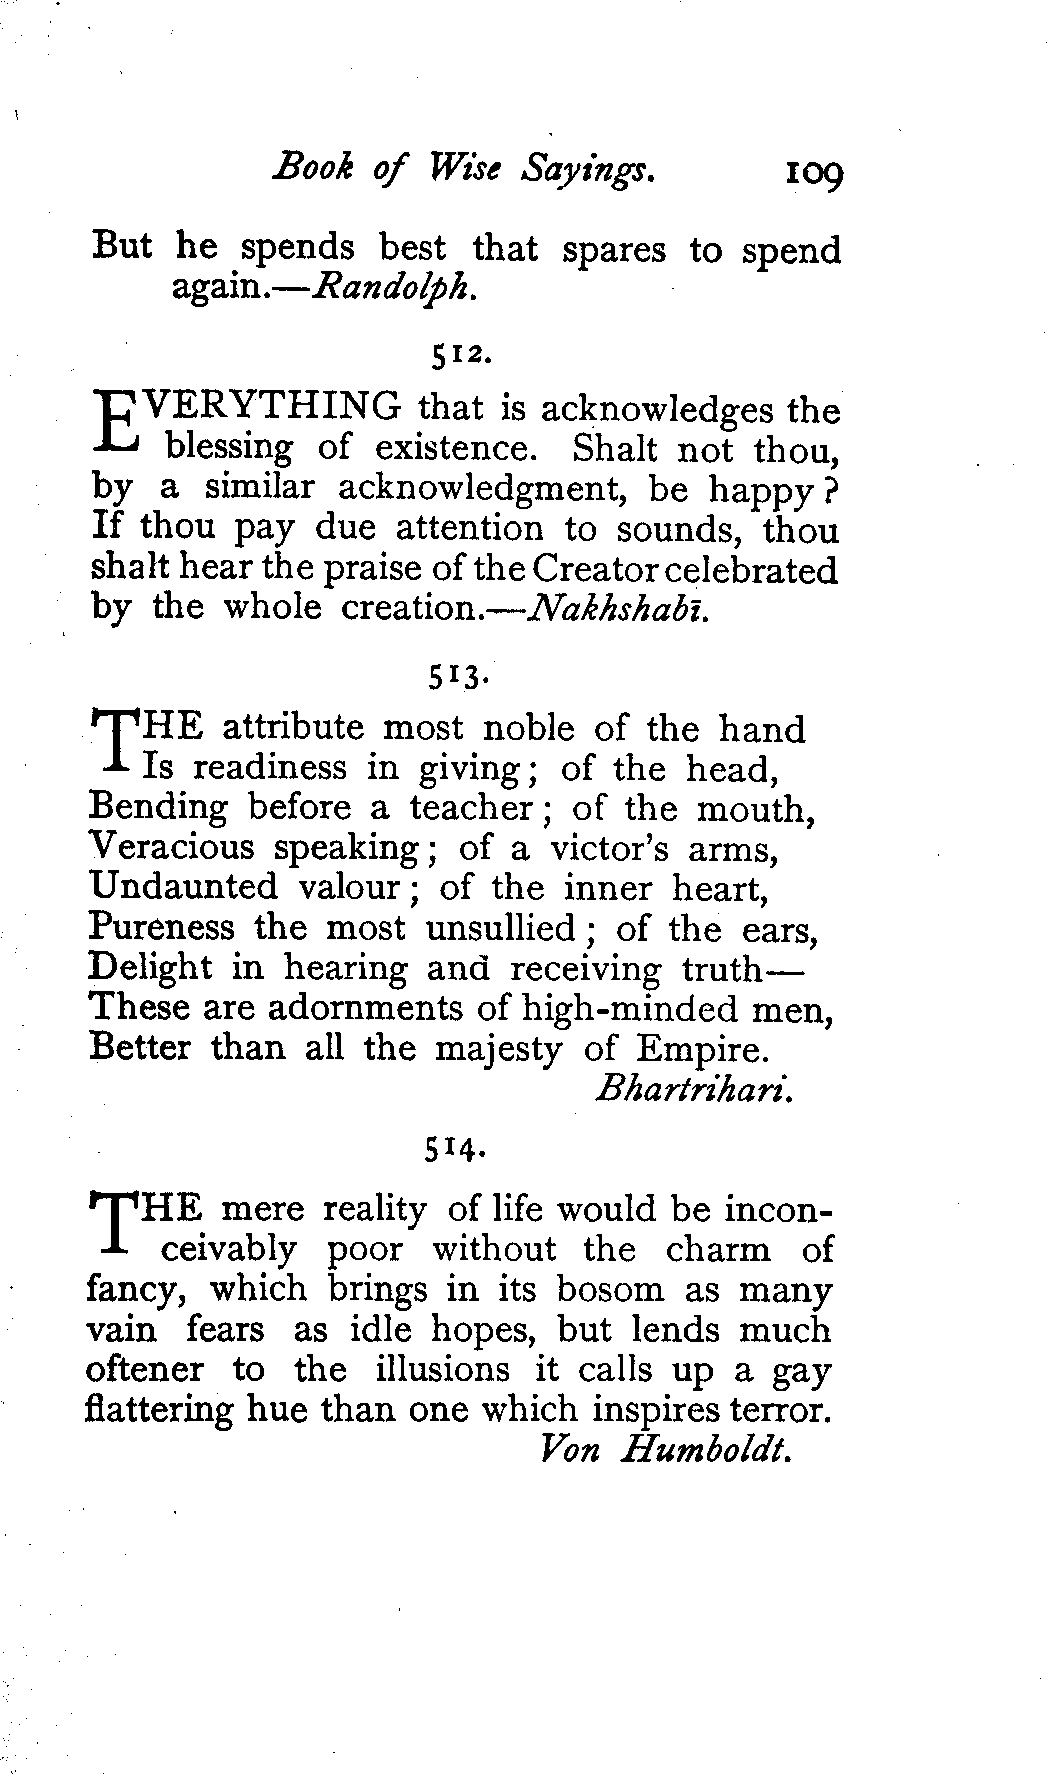 Book of Wise Sayings. 109
But he spends best that spares to spend
again.—Randolph.
512.
EVERYTHING that is acknowledges the
blessing of existence. Shalt not thou,
by a similar acknowledgment, be happy?
If thou pay due attention to sounds, thou
shalt hear the praise of the Creator celebrated
by the whole creation.—Nakhshabī.
513.
THE attribute most noble of the hand
Is readiness in giving; of the head,
Bending before a teacher; of the mouth,
Veracious speaking; of a victor's arms,
Undaunted valour; of the inner heart,
Pureness the most unsullied; of the ears,
Delight in hearing and receiving truth—
These are adornments of high-minded men,
Better than all the majesty of Empire.
Bhartrihari.
514.
THE mere reality of life would be incon-
ceivably poor without the charm of
fancy, which brings in its bosom as many
vain fears as idle hopes, but lends much
oftener to the illusions it calls up a gay
flattering hue than one which inspires terror.
Von Humboldt.